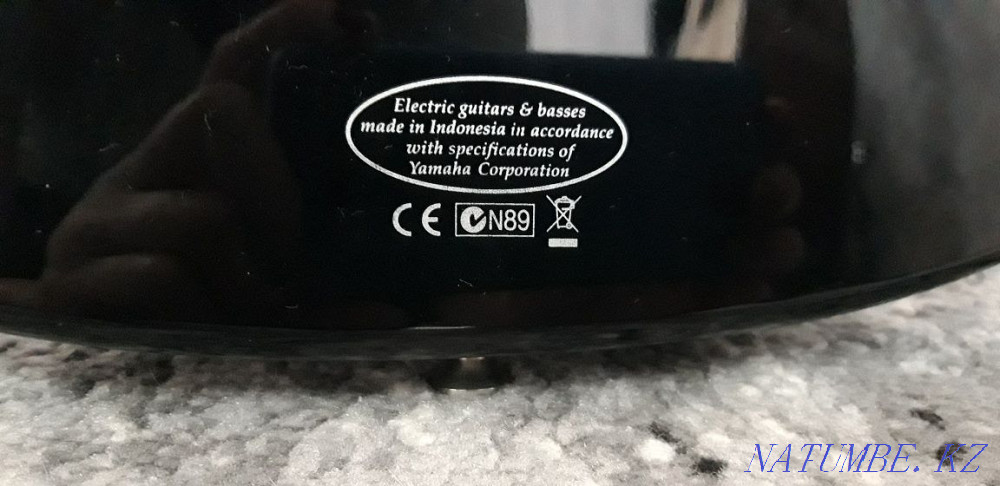 Electric guitars & basses
made in Indonesia in accordance
with specifications of
Yamaha Corporation
CE N89
NATUMBE.KZ